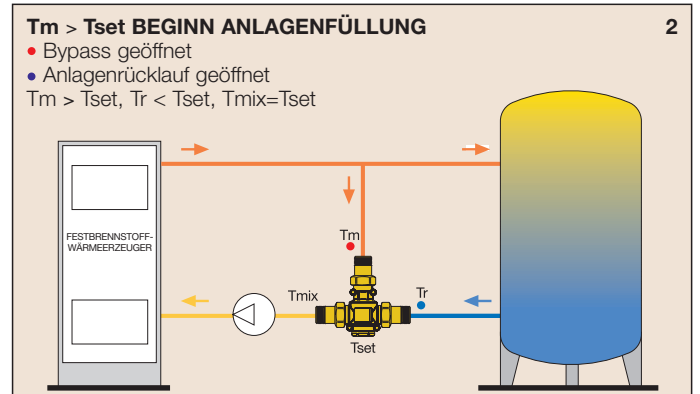 Tm > Tset BEGINN ANLAGENFÜLLUNG 2
• Bypass geöffnet
• Anlagenrücklauf geöffnet
Tm > Tset, Tr < Tset, Tmix=Tset
FESTBRENNSTOFF-
WÄRMEERZEUGER
Tm
Tmix
Tr
Tset